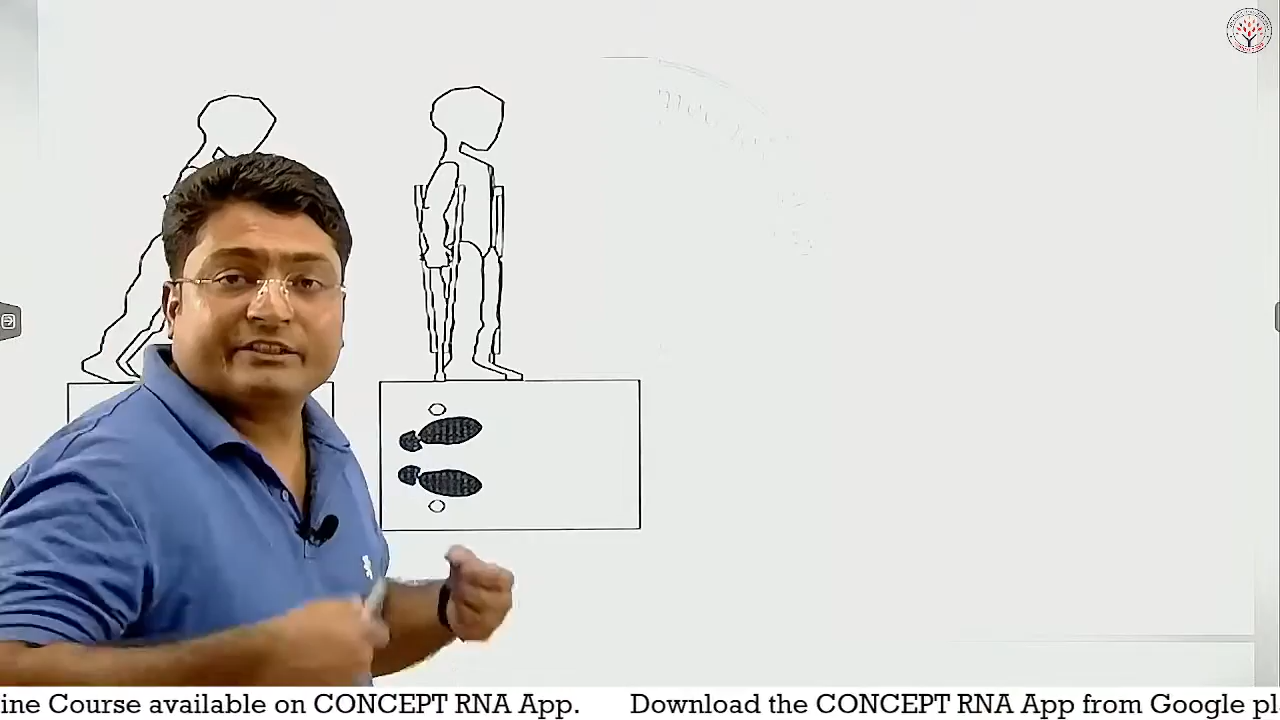 ine Course available on CONCEPT RNA App. Download the CONCEPT RNA App from Google pl